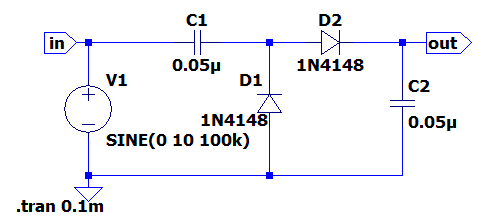 C1
D2
in
out
0.05µ
1N4148
V1
D1
C2
1N4148
0.05µ
SINE(0 10 100k)
.tran 0.1m